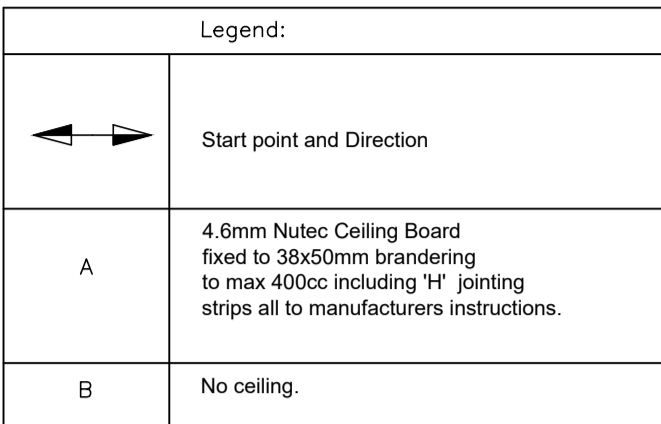 Legend:
Start point and Direction
A
4.6mm Nutec Ceiling Board
fixed to 38x50mm brandering
to max 400cc including 'H' jointing
strips all to manufacturers instructions.
B
No ceiling.